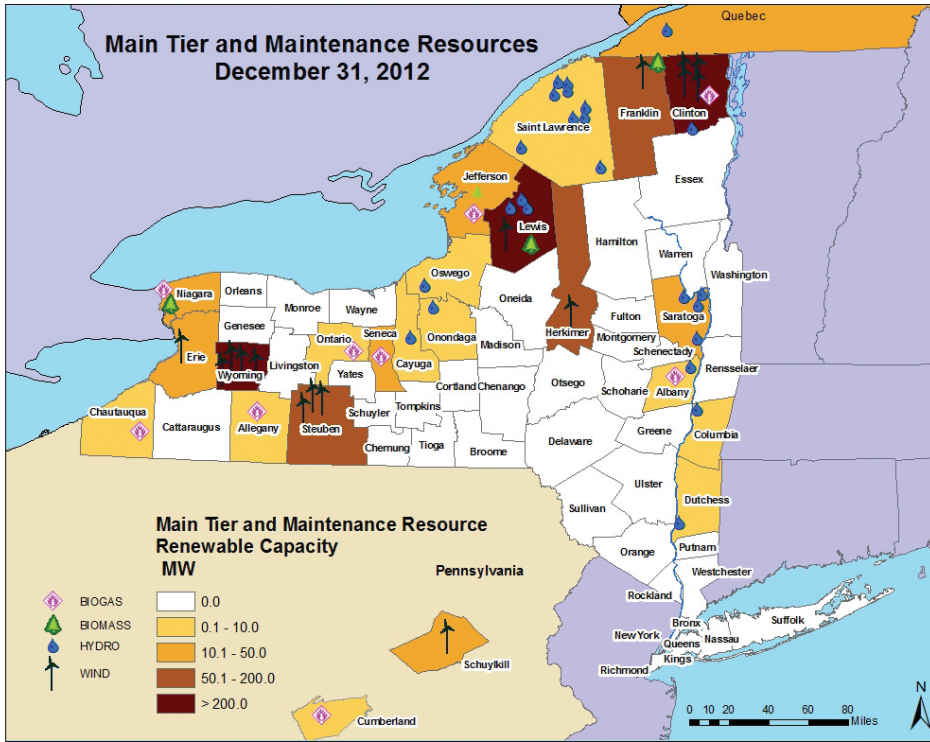 Quebec
Main Tier and Maintenance Resources
December 31, 2012
Franklin
Clinton
Saint Lawrence
Essex
Jefferson
Lewis
Hamilton
Warren
Washington
Oswego
Oneida
Niagara
Orleans
Monroe
Wayne
Fulton
Saratoga
Genesee
Ontario
Seneca
Onondaga
Madison
Herkimer
Montgomery
Erie
Wyoming
Livingston
Yates
Cayuga
Schenectady
Rensselaer
Cortland
Chenango
Otsego
Schoharie
Albany
Chautauqua
Cattaraugus
Allegany
Steuben
Schuyler
Tompkins
Chemung
Tioga
Broome
Delaware
Greene
Columbia
Ulster
Dutchess
Sullivan
Orange
Putnam
Westchester
Rockland
Bronx
New York
Queens
Nassau
Suffolk
Richmond
Kings
Main Tier and Maintenance Resource
Renewable Capacity
MW
BIOGAS
BIOMASS
HYDRO
WIND
0.0
0.1 - 10.0
10.1 - 50.0
50.1 - 200.0
> 200.0
Pennsylvania
Schuylkill
Cumberland
N
0 10 20 40 60 80
Miles